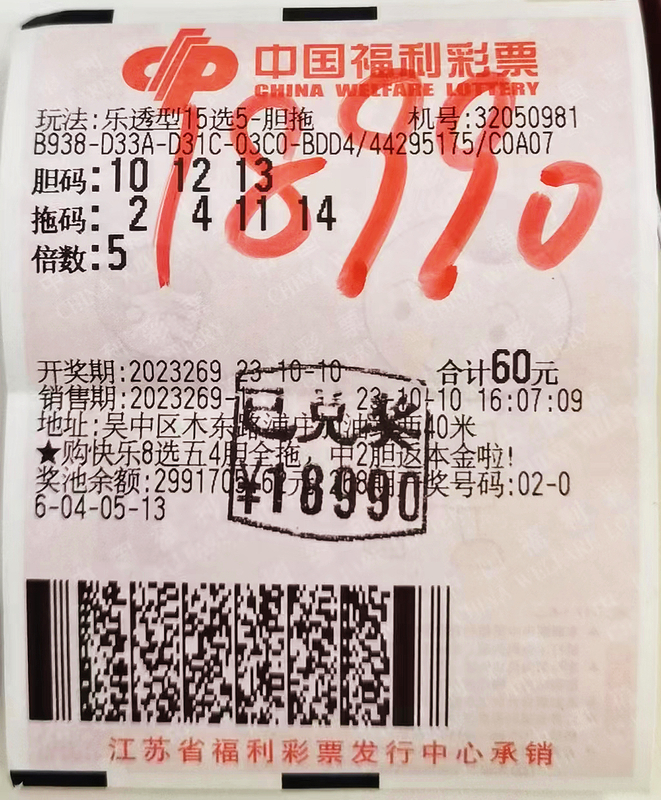 中国福利彩票
CHINA WELFARE LOTTERY
18990
玩法:乐透型15选5-胆拖 机号:32050981
B938-D33A-D31C-03C0-BDD4/44295175/C0A07
胆码:10 12 13
拖码: 2 4 11 14
倍数:5
开奖期:2023269 23-10-10 合计60元
销售期:2023269- 23-10-10 16:07:09
地址:吴中区木东路 40米
★购快乐8选五4胆全拖，中2胆返本金啦!
奖池余额:2991705 奖号码:02-0
6-04-05-13
已兑奖
¥18990
江苏省福利彩票发行中心承销